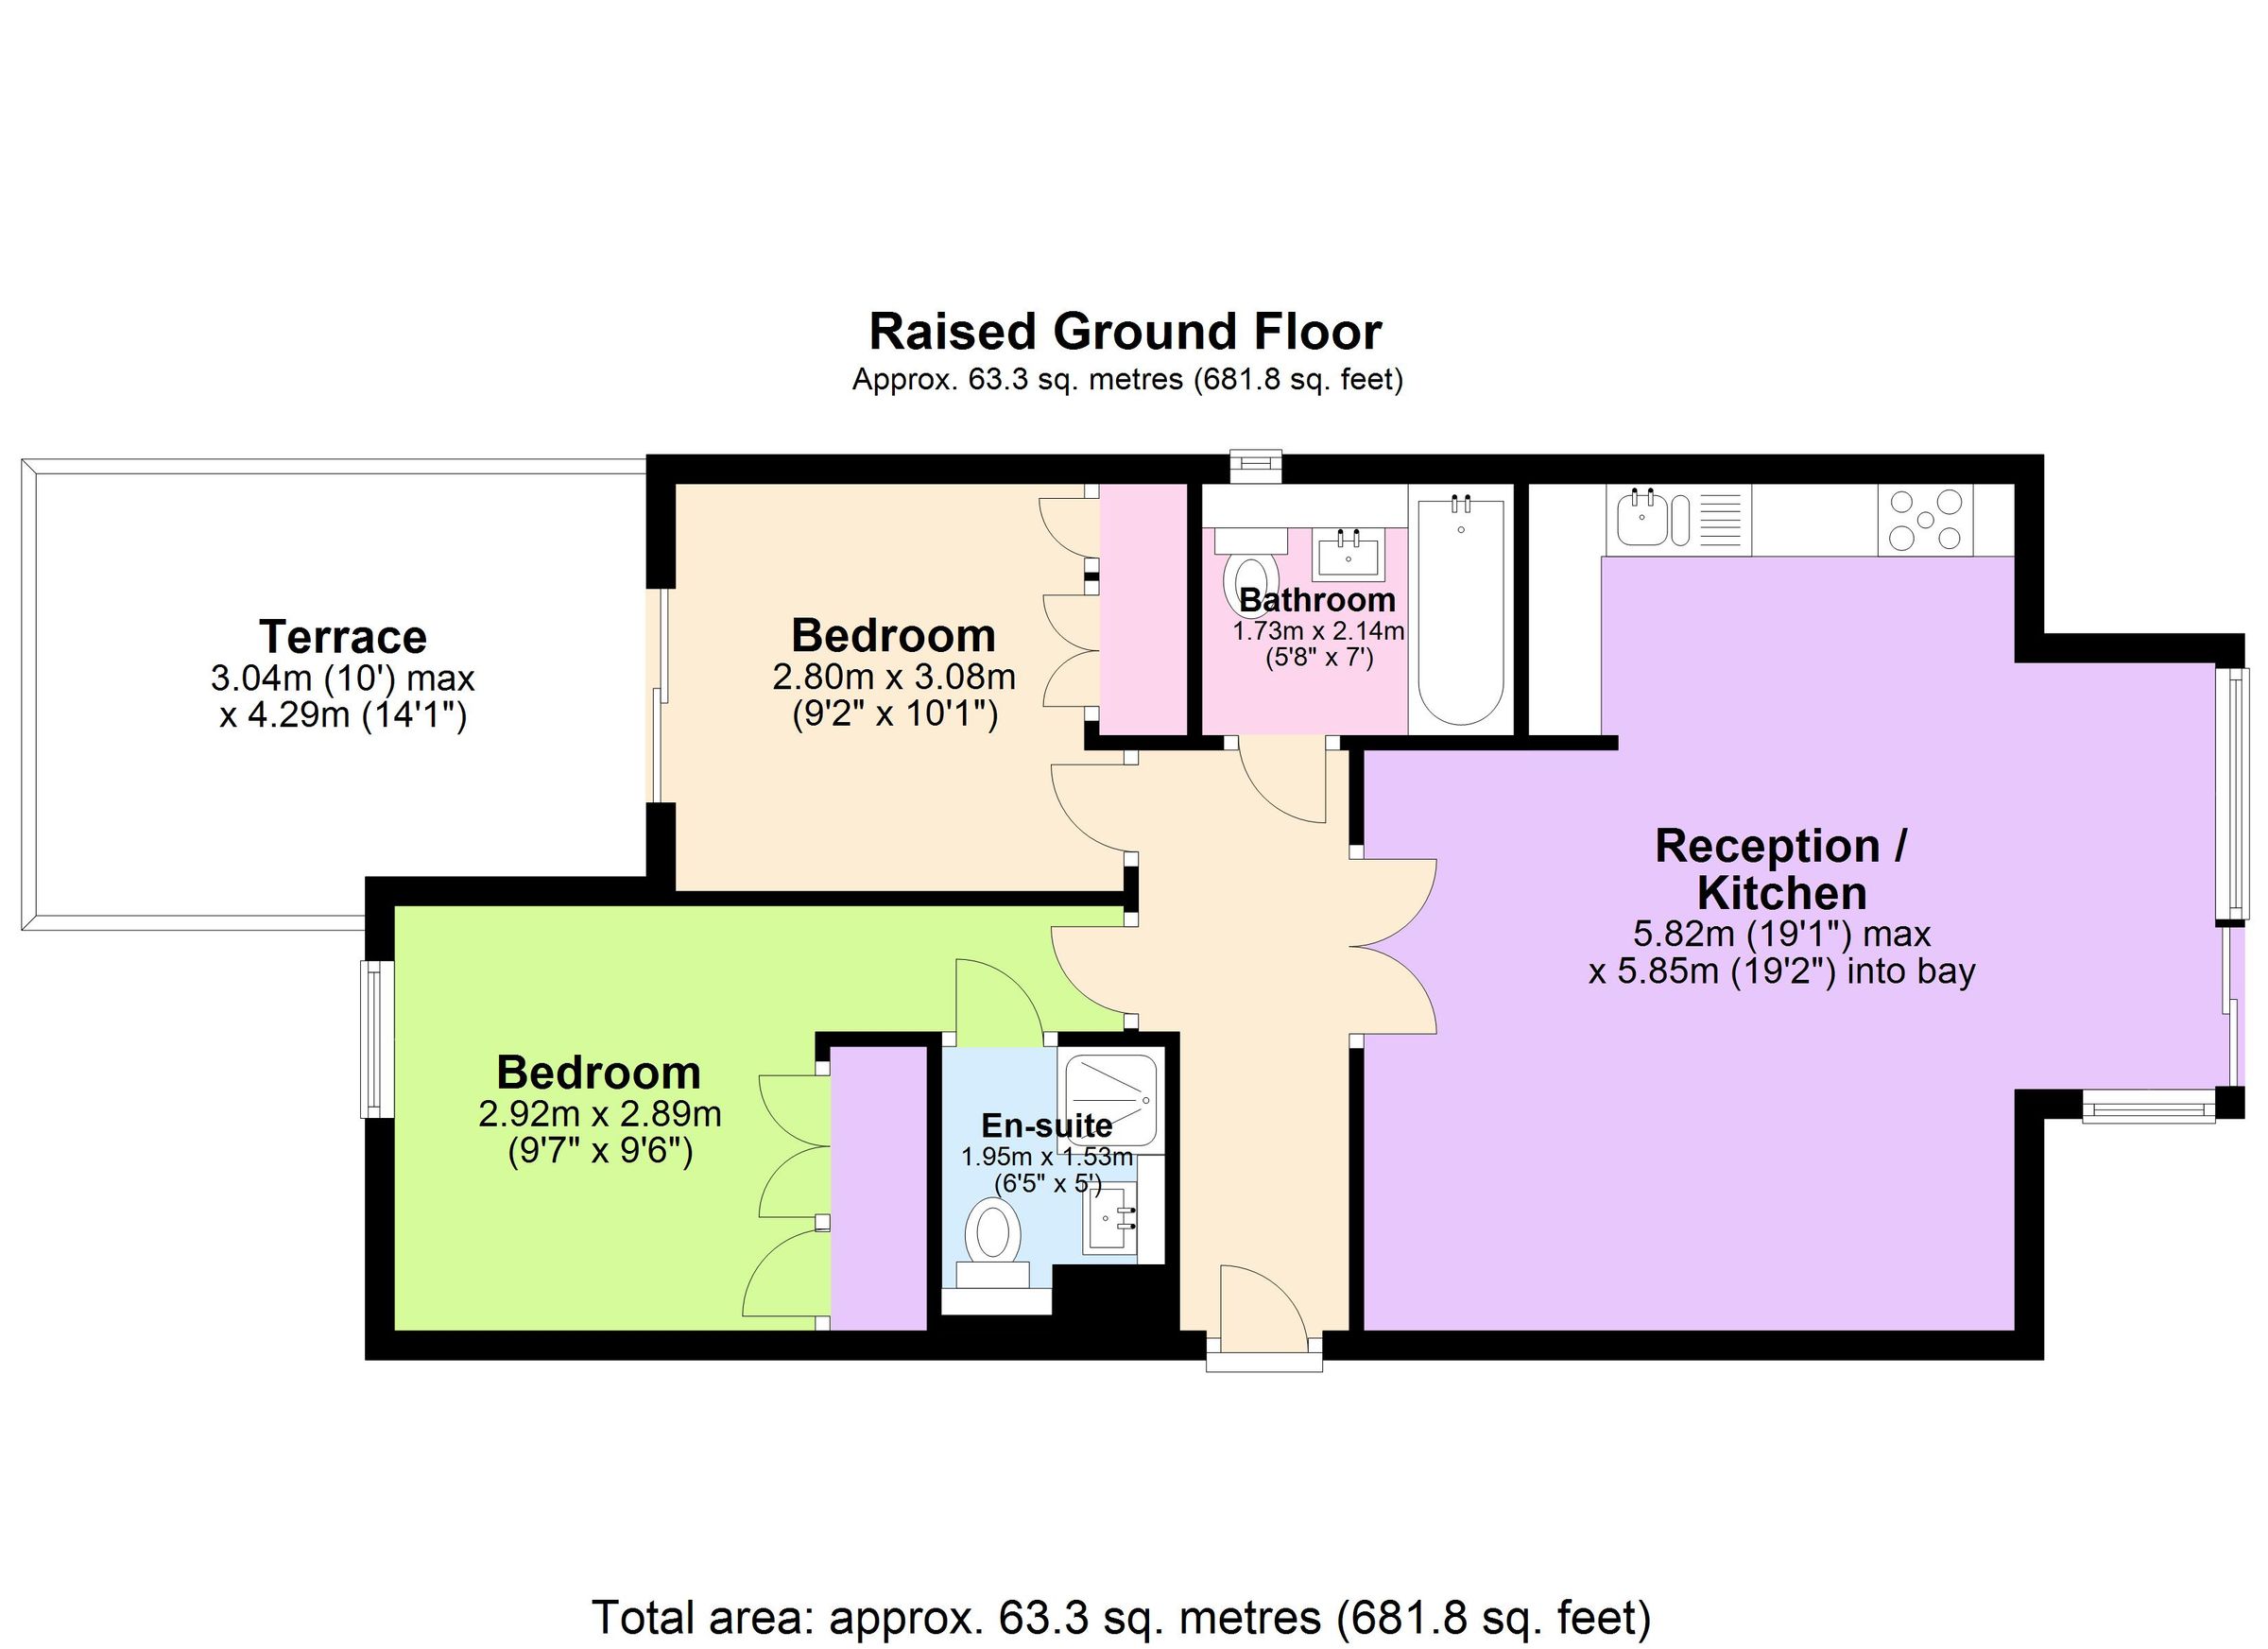 Raised Ground Floor
Approx. 63.3 sq. metres (681.8 sq. feet)
Terrace
3.04m (10') max
x 4.29m (14'1")
Bedroom
2.80m x 3.08m
(9'2" x 10'1")
Bathroom
1.73m x 2.14m
(5'8" x 7')
Reception /
Kitchen
5.82m (19'1") max
x 5.85m (19'2") into bay
Bedroom
2.92m x 2.89m
(9'7" x 9'6")
En-suite
1.95m x 1.53m
(6'5" x 5')
Total area: approx. 63.3 sq. metres (681.8 sq. feet)